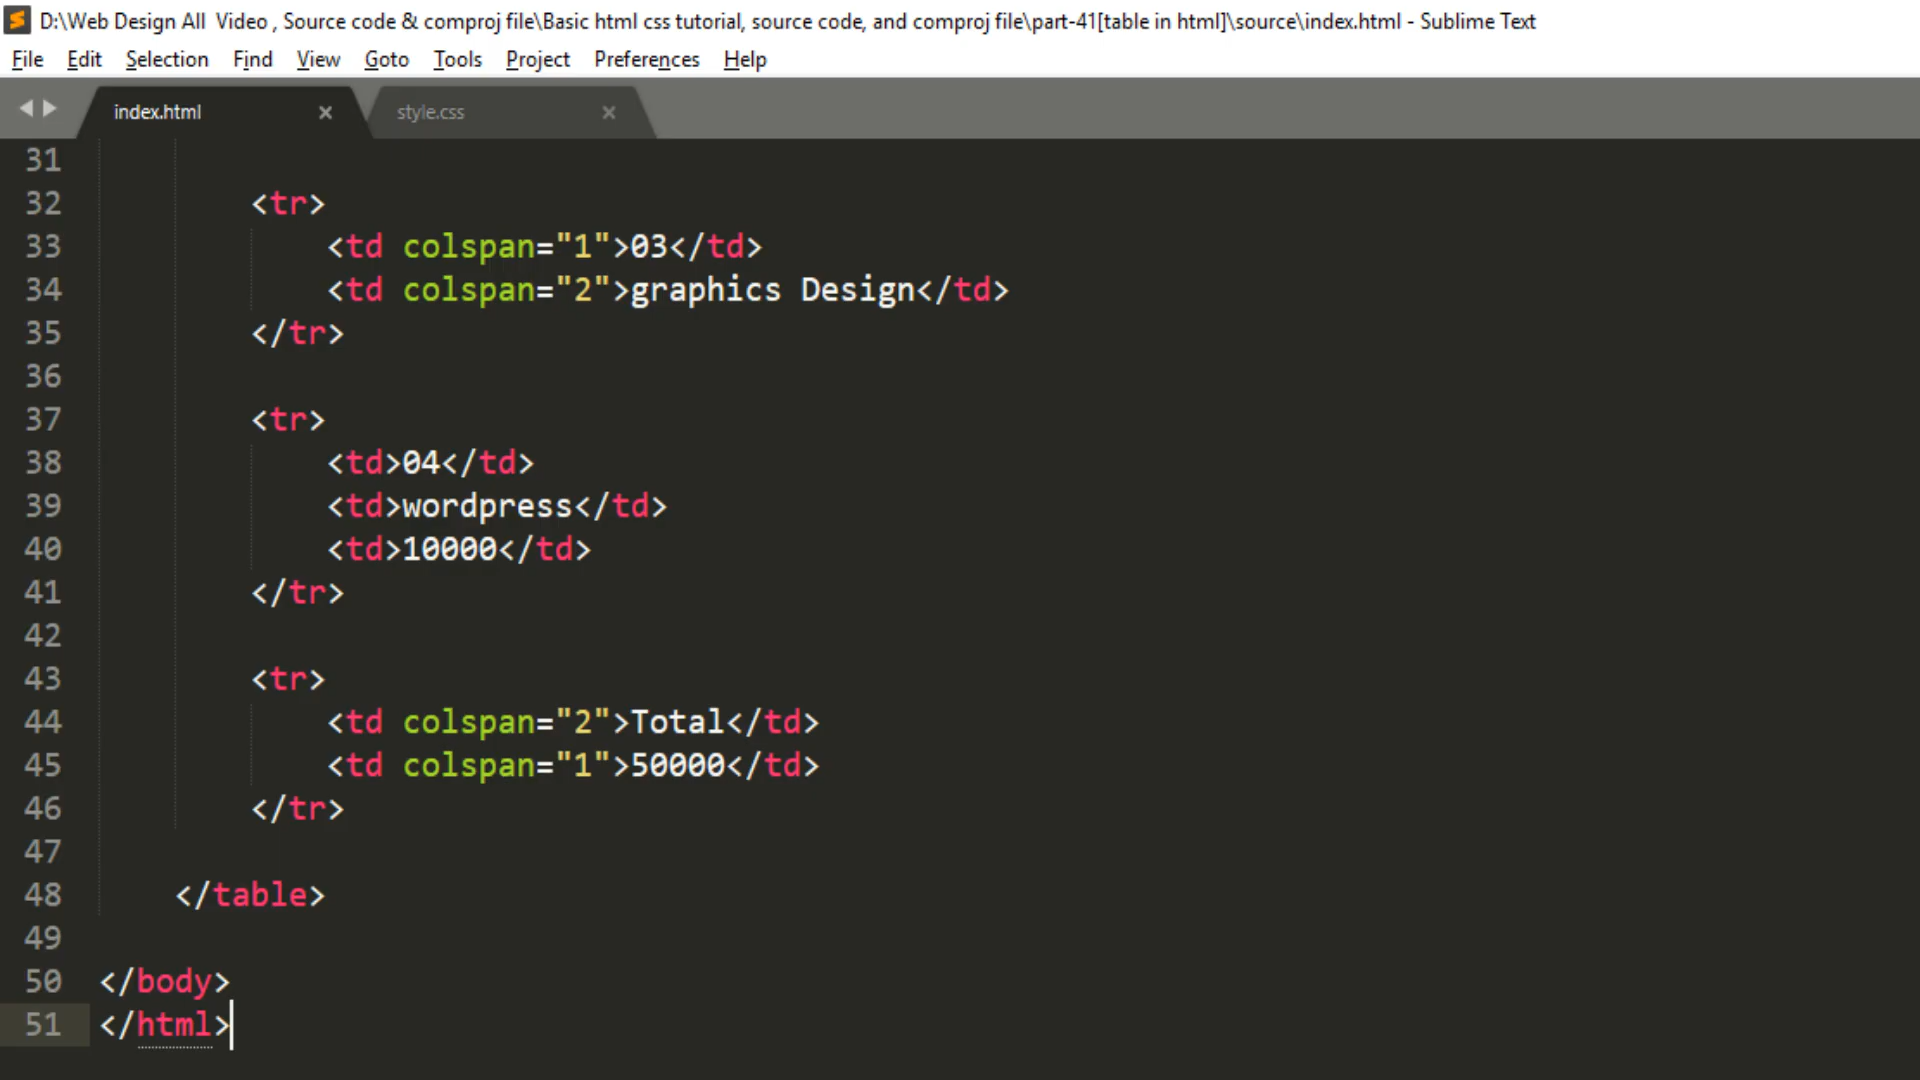 D:\Web Design All  Video , Source code & comproj file\Basic html css tutorial, source code, and comproj file\part-41[table in html]\source\index.html - Sublime Text
File Edit Selection Find View Goto Tools Project Preferences Help
index.html × style.css ×
31
32 <tr>
33 <td colspan="1">03</td>
34 <td colspan="2">graphics Design</td>
35 </tr>
36
37 <tr>
38 <td>04</td>
39 <td>wordpress</td>
40 <td>10000</td>
41 </tr>
42
43 <tr>
44 <td colspan="2">Total</td>
45 <td colspan="1">50000</td>
46 </tr>
47
48 </table>
49
50 </body>
51 </html>